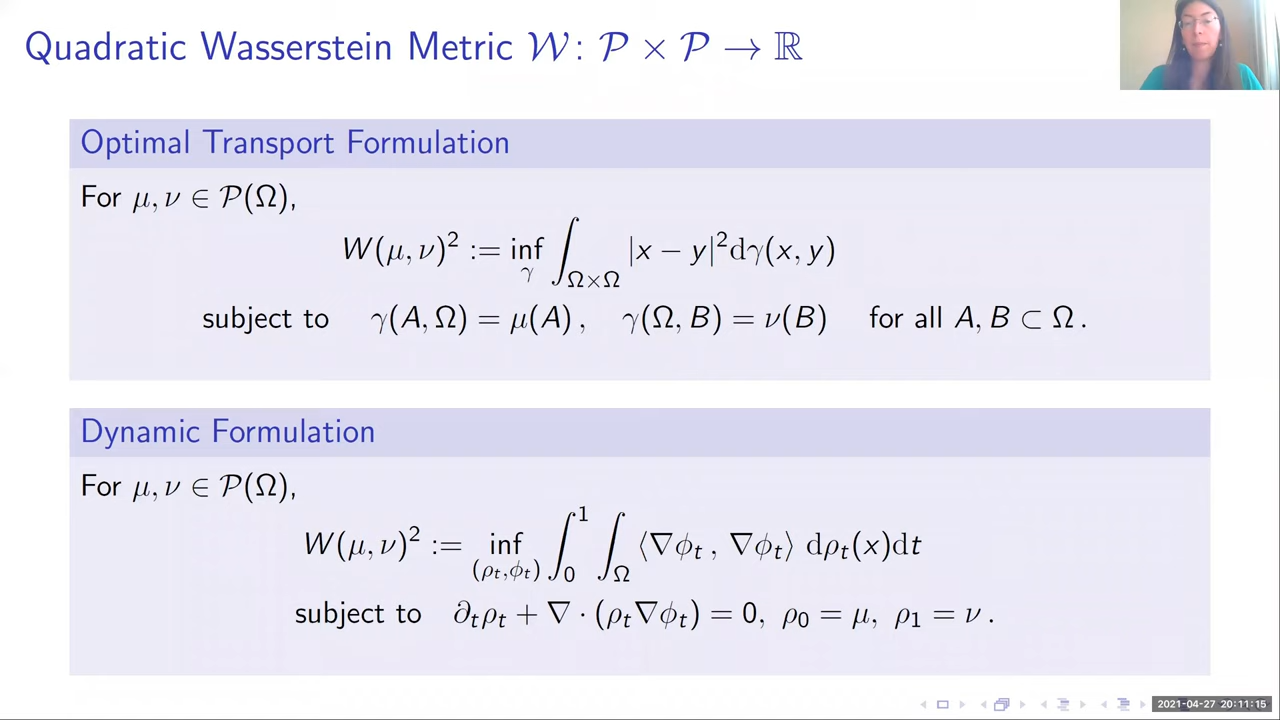 Quadratic Wasserstein Metric 𝒲 : 𝒫 × 𝒫 → ℝ
Optimal Transport Formulation
For μ, ν ∈ 𝒫(Ω),
W(μ, ν)² := inf_γ ∫_{Ω×Ω} |x − y|² dγ(x, y)
subject to γ(A, Ω) = μ(A) , γ(Ω, B) = ν(B) for all A, B ⊂ Ω .
Dynamic Formulation
For μ, ν ∈ 𝒫(Ω),
W(μ, ν)² := inf_{(ρ_t,ϕ_t)} ∫_0^1 ∫_Ω ⟨∇ϕ_t , ∇ϕ_t⟩ dρ_t(x)dt
subject to ∂_tρ_t + ∇ · (ρ_t∇ϕ_t) = 0, ρ_0 = μ, ρ_1 = ν .
2021-04-27 20:11:15